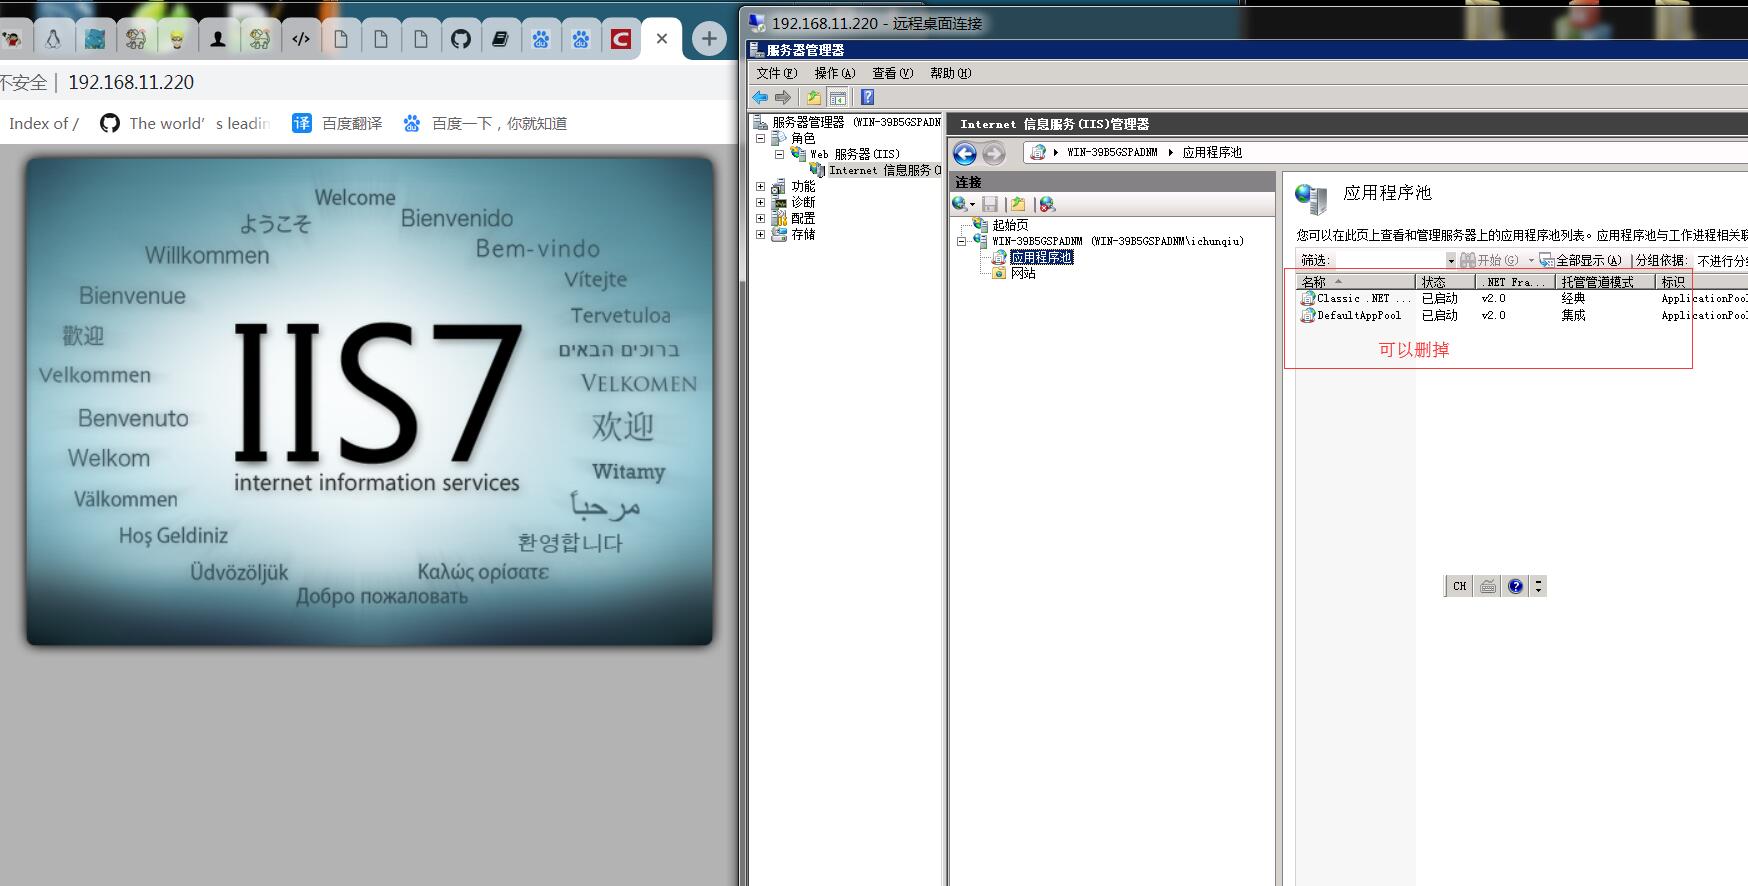 不安全 | 192.168.11.220
Index of /
The world's leadin
译 百度翻译
百度一下，你就知道
Welcome
ようこそ
Bienvenido
Willkommen
Bem-vindo
Vítejte
Bienvenue
Tervetuloa
歡迎
ברוכים הבאים
Velkommen
VELKOMEN
IIS7
internet information services
Benvenuto
欢迎
Welkom
Witamy
Välkommen
مرحباً
Hoş Geldiniz
환영합니다
Üdvözöljük
Καλώς ορίσατε
Добро пожаловать
192.168.11.220 - 远程桌面连接
服务器管理器
文件(F) 操作(A) 查看(V) 帮助(H)
服务器管理器 (WIN-39B5GSPADNM
角色
Web 服务器(IIS)
Internet 信息服务(I
功能
诊断
配置
存储
Internet 信息服务(IIS)管理器
WIN-39B5GSPADNM 应用程序池
连接
起始页
WIN-39B5GSPADNM (WIN-39B5GSPADNM\ichunqiu)
应用程序池
网站
应用程序池
您可以在此页上查看和管理服务器上的应用程序池列表。应用程序池与工作进程相关联
筛选: 开始(G) 全部显示(A) 分组依据: 不进行分组
名称 状态 .NET Fra... 托管管道模式 标识
Classic .NET ... 已启动 v2.0 经典 ApplicationPool
DefaultAppPool 已启动 v2.0 集成 ApplicationPool
可以删掉
CH